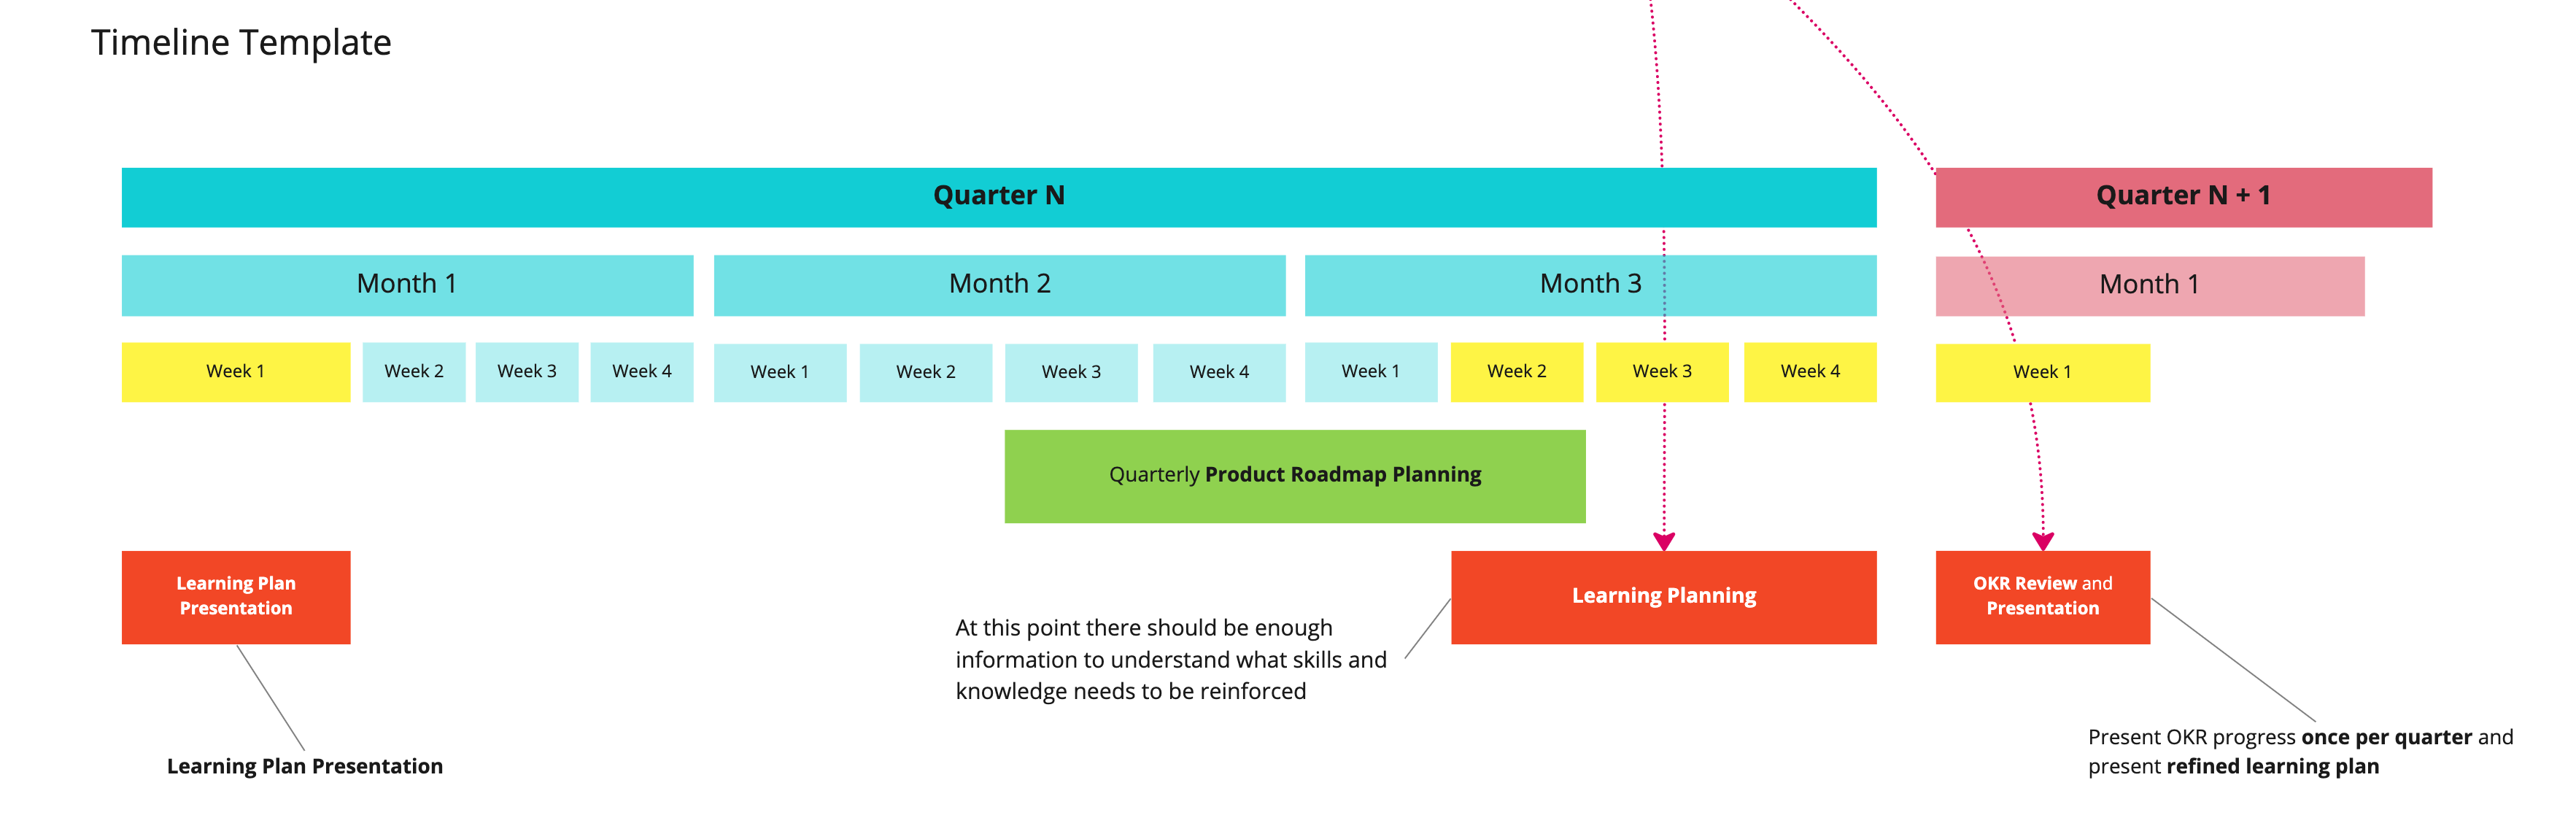 Timeline Template
Quarter N
Quarter N + 1
Month 1
Month 2
Month 3
Month 1
Week 1
Week 2
Week 3
Week 4
Week 1
Week 2
Week 3
Week 4
Week 1
Week 2
Week 3
Week 4
Week 1
Quarterly Product Roadmap Planning
Learning Plan
Presentation
Learning Planning
OKR Review and
Presentation
At this point there should be enough
information to understand what skills and
knowledge needs to be reinforced
Learning Plan Presentation
Present OKR progress once per quarter and
present refined learning plan